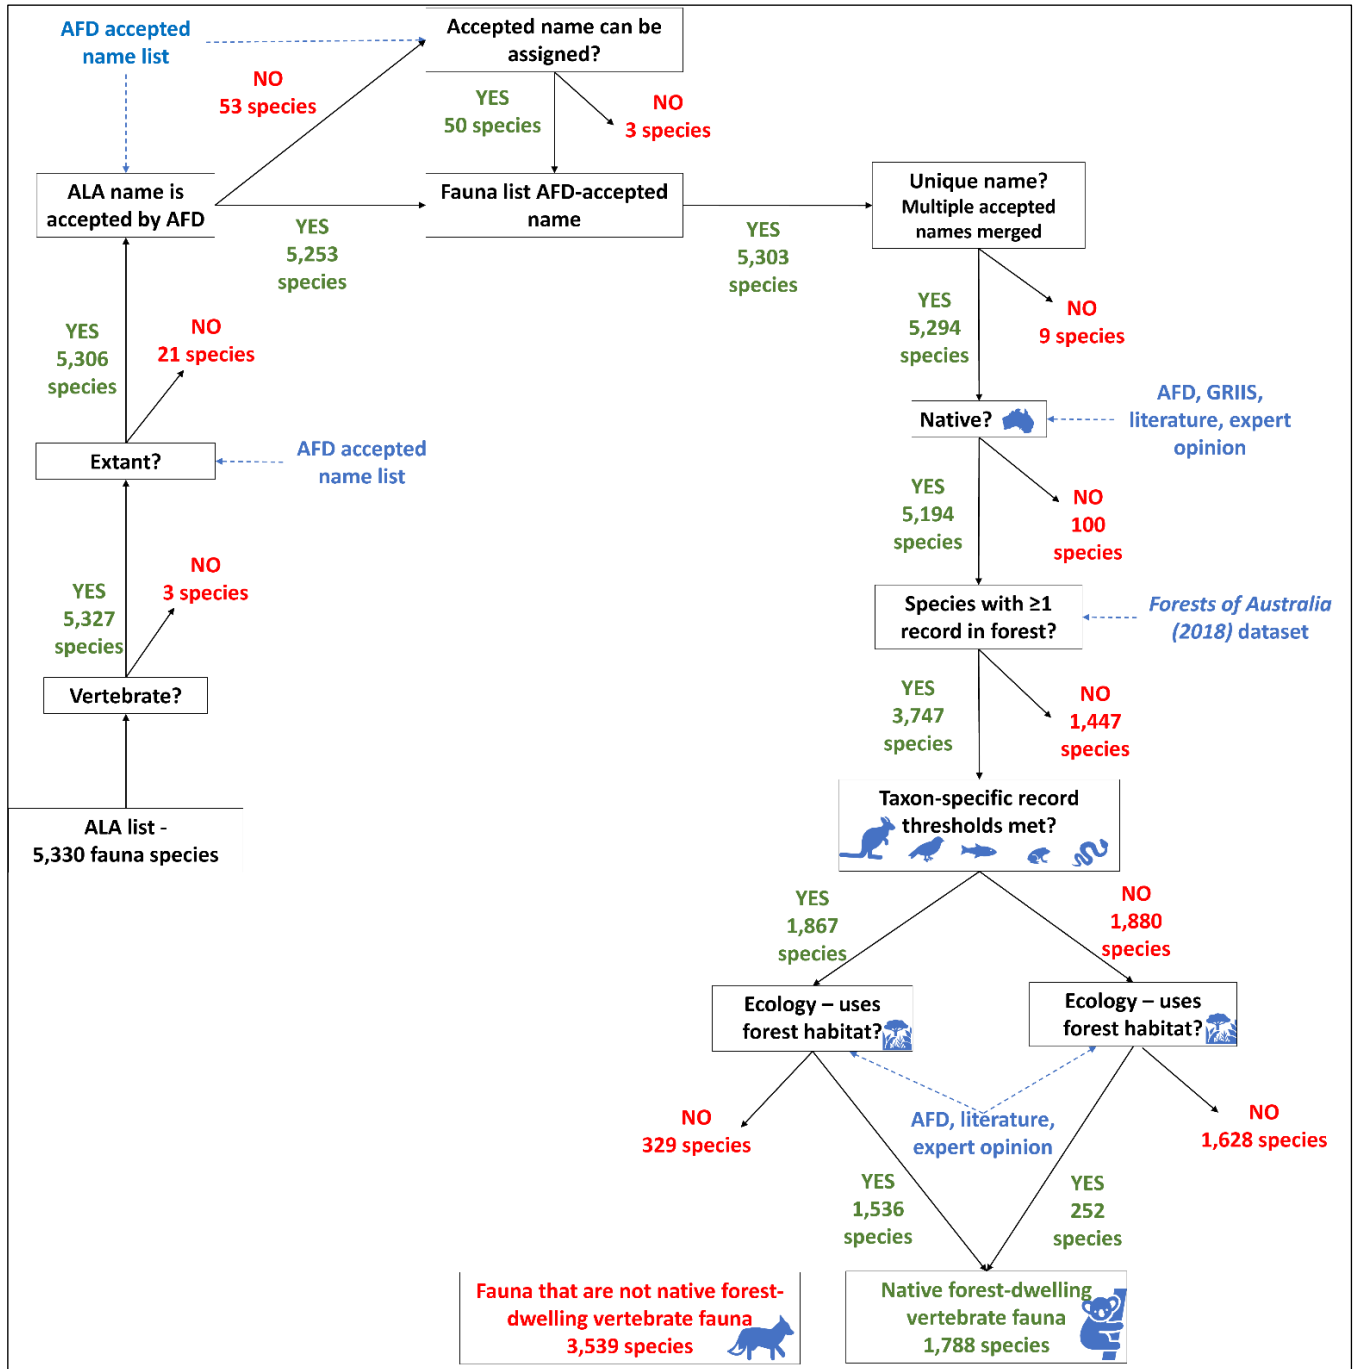 AFD accepted
name list
Accepted name can be
assigned?
NO
53 species
YES
50 species
NO
3 species
ALA name is
accepted by AFD
Fauna list AFD-accepted
name
Unique name?
Multiple accepted
names merged
YES
5,253
species
YES
5,303
species
YES
5,306
species
NO
21 species
YES
5,294
species
NO
9 species
Extant?
AFD accepted
name list
Native?
AFD, GRIIS,
literature, expert
opinion
YES
5,194
species
NO
100
species
YES
5,327
species
NO
3 species
Species with ≥1
record in forest?
Forests of Australia
(2018) dataset
Vertebrate?
YES
3,747
species
NO
1,447
species
ALA list -
5,330 fauna species
Taxon-specific record
thresholds met?
YES
1,867
species
NO
1,880
species
Ecology – uses
forest habitat?
Ecology – uses
forest habitat?
NO
329 species
AFD, literature,
expert opinion
NO
1,628 species
YES
1,536
species
YES
252
species
Fauna that are not native forest-
dwelling vertebrate fauna
3,539 species
Native forest-dwelling
vertebrate fauna
1,788 species